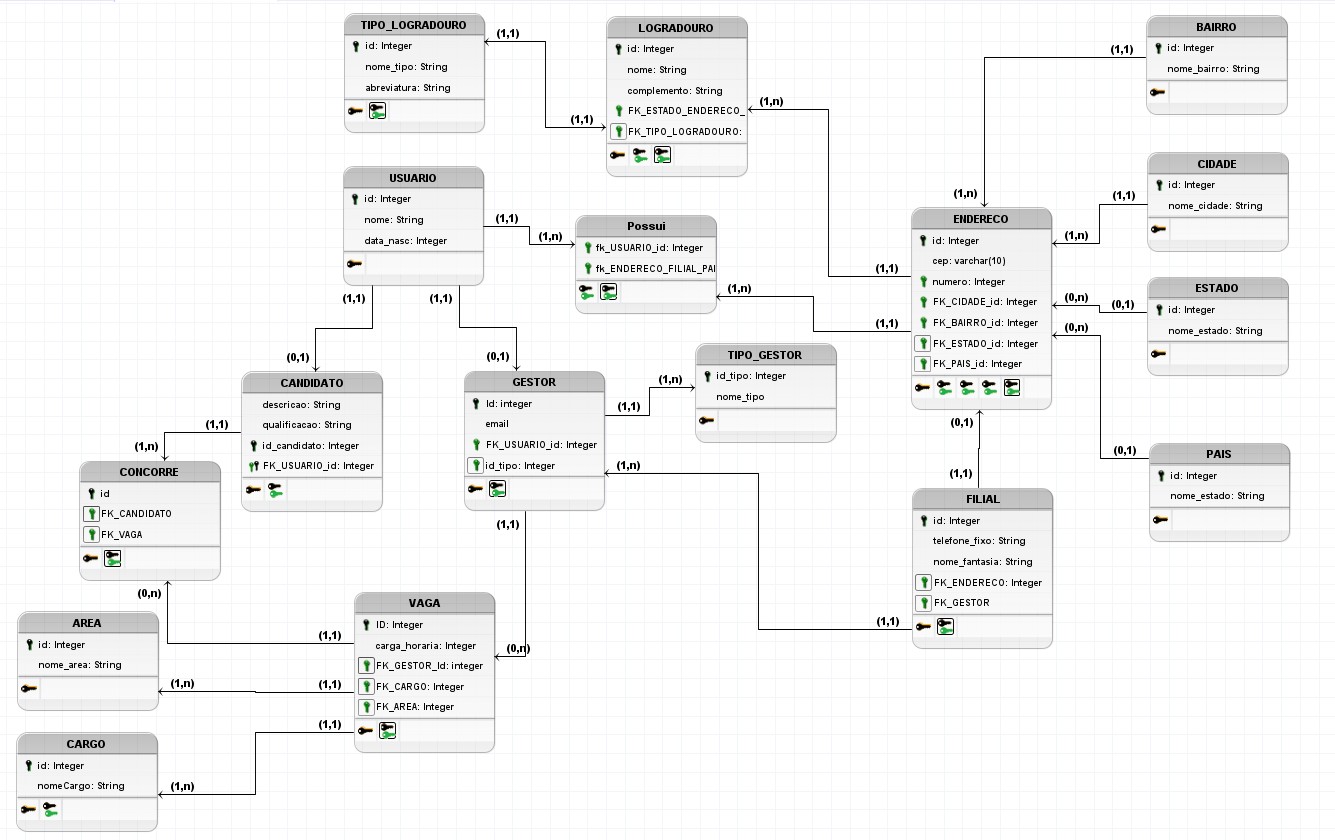 TIPO_LOGRADOURO
id: Integer
nome_tipo: String
abreviatura: String
(1,1)
(1,1)
LOGRADOURO
id: Integer
nome: String
complemento: String
FK_ESTADO_ENDERECO_
FK_TIPO_LOGRADOURO:
(1,n)
(1,1)
BAIRRO
id: Integer
nome_bairro: String
(1,1)
(1,n)
CIDADE
id: Integer
nome_cidade: String
(1,1)
(1,n)
USUARIO
id: Integer
nome: String
data_nasc: Integer
(1,1)
(1,n)
(1,1)
(1,1)
Possui
fk_USUARIO_id: Integer
fk_ENDERECO_FILIAL_PAI
(1,n)
(1,1)
ENDERECO
id: Integer
cep: varchar(10)
numero: Integer
FK_CIDADE_id: Integer
FK_BAIRRO_id: Integer
FK_ESTADO_id: Integer
FK_PAIS_id: Integer
(0,n)
(0,1)
(0,n)
(0,1)
ESTADO
id: Integer
nome_estado: String
PAIS
id: Integer
nome_estado: String
(0,1)
(0,1)
CANDIDATO
descricao: String
qualificacao: String
id_candidato: Integer
FK_USUARIO_id: Integer
(1,1)
(1,n)
GESTOR
Id: integer
email
FK_USUARIO_id: Integer
id_tipo: Integer
(1,1)
(1,n)
(1,n)
(1,1)
TIPO_GESTOR
id_tipo: Integer
nome_tipo
(0,1)
(1,1)
FILIAL
id: Integer
telefone_fixo: String
nome_fantasia: String
FK_ENDERECO: Integer
FK_GESTOR
(1,1)
CONCORRE
id
FK_CANDIDATO
FK_VAGA
(0,n)
(1,1)
AREA
id: Integer
nome_area: String
(1,n)
(1,1)
VAGA
ID: Integer
carga_horaria: Integer
FK_GESTOR_Id: integer
FK_CARGO: Integer
FK_AREA: Integer
(0,n)
(1,1)
(1,n)
CARGO
id: Integer
nomeCargo: String